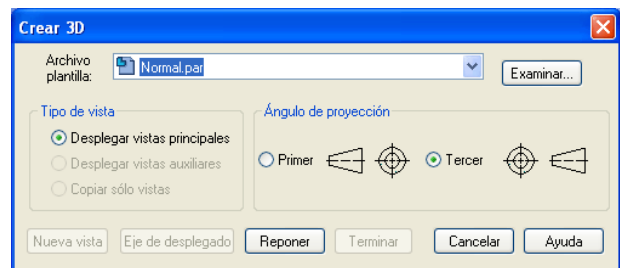 Crear 3D
Archivo
plantilla:
Normal.par
Examinar...
Tipo de vista
Desplegar vistas principales
Desplegar vistas auxiliares
Copiar sólo vistas
Ángulo de proyección
Primer
Tercer
Nueva vista
Eje de desplegado
Reponer
Terminar
Cancelar
Ayuda